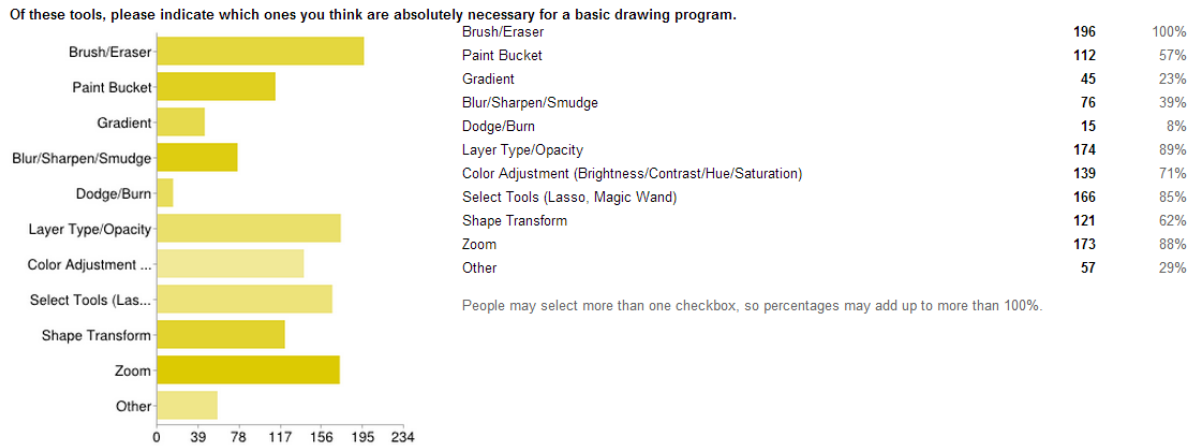 Of these tools, please indicate which ones you think are absolutely necessary for a basic drawing program.
Brush/Eraser
Paint Bucket
Gradient
Blur/Sharpen/Smudge
Dodge/Burn
Layer Type/Opacity
Color Adjustment ...
Select Tools (Las...
Shape Transform
Zoom
Other
0 39 78 117 156 195 234
Brush/Eraser 196 100%
Paint Bucket 112 57%
Gradient 45 23%
Blur/Sharpen/Smudge 76 39%
Dodge/Burn 15 8%
Layer Type/Opacity 174 89%
Color Adjustment (Brightness/Contrast/Hue/Saturation) 139 71%
Select Tools (Lasso, Magic Wand) 166 85%
Shape Transform 121 62%
Zoom 173 88%
Other 57 29%
People may select more than one checkbox, so percentages may add up to more than 100%.